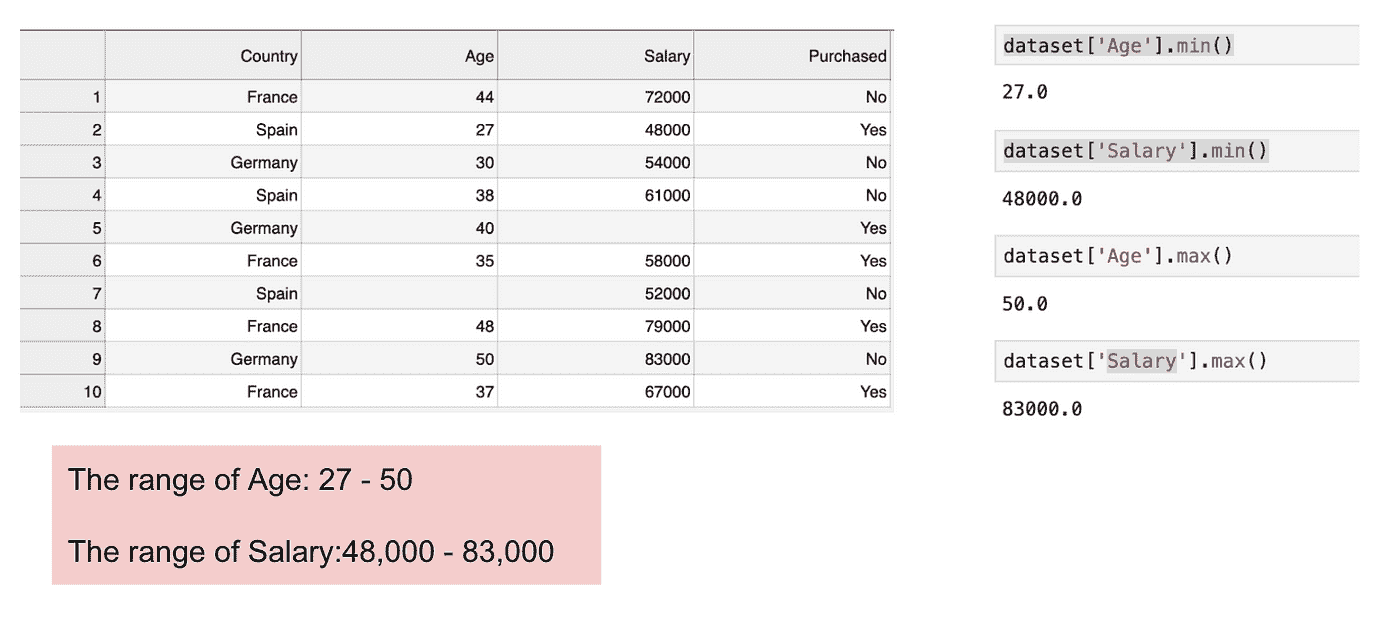 Country Age Salary Purchased
1 France 44 72000 No
2 Spain 27 48000 Yes
3 Germany 30 54000 No
4 Spain 38 61000 No
5 Germany 40 Yes
6 France 35 58000 Yes
7 Spain 52000 No
8 France 48 79000 Yes
9 Germany 50 83000 No
10 France 37 67000 Yes
dataset['Age'].min()
27.0
dataset['Salary'].min()
48000.0
dataset['Age'].max()
50.0
dataset['Salary'].max()
83000.0
The range of Age: 27 - 50
The range of Salary:48,000 - 83,000